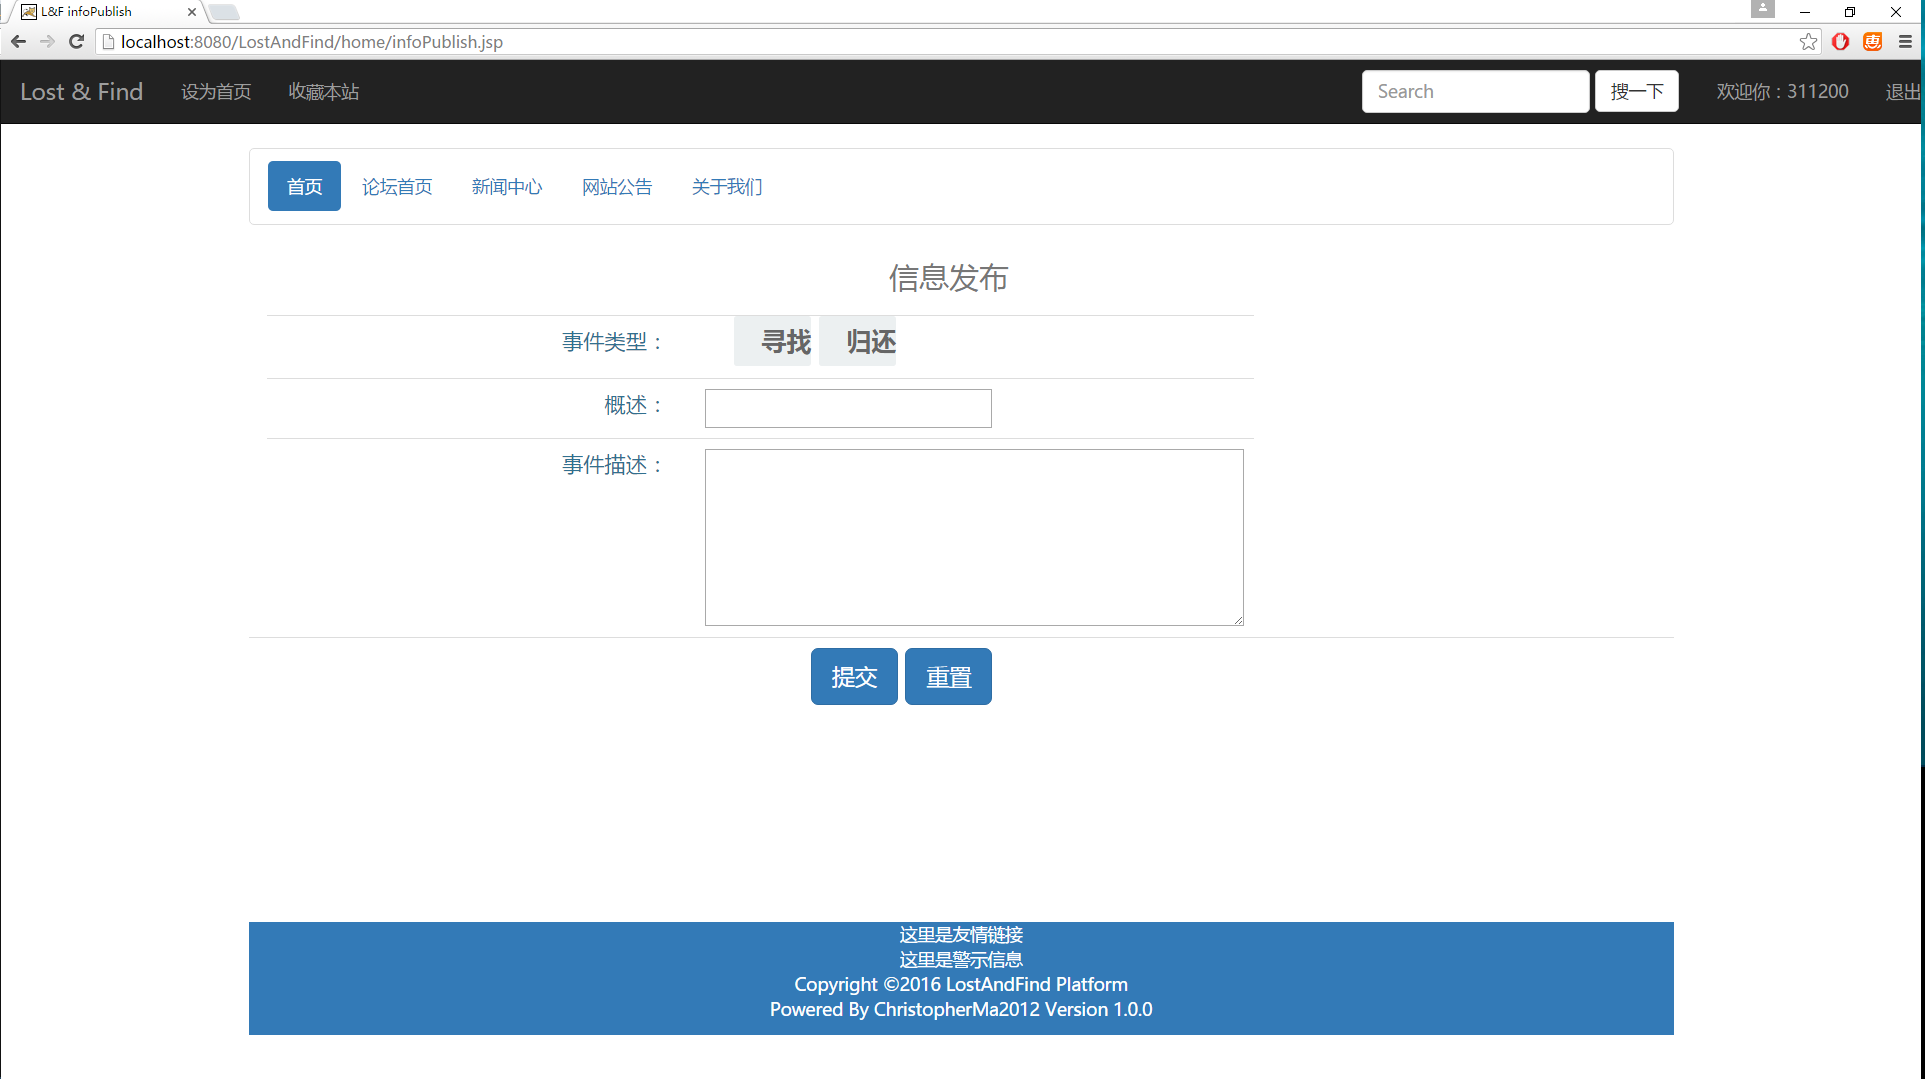 L&F infoPublish
localhost:8080/LostAndFind/home/infoPublish.jsp
Lost & Find 设为首页 收藏本站 Search 搜一下 欢迎你：311200 退出
首页 论坛首页 新闻中心 网站公告 关于我们
信息发布
事件类型： 寻找 归还
概述：
事件描述：
提交 重置
这里是友情链接
这里是警示信息
Copyright ©2016 LostAndFind Platform
Powered By ChristopherMa2012 Version 1.0.0